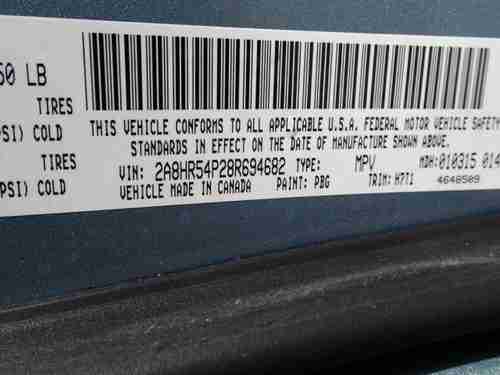 50 LB
TIRES
PSI) COLD
TIRES
PSI) COLD
THIS VEHICLE CONFORMS TO ALL APPLICABLE U.S.A. FEDERAL MOTOR VEHICLE SAFETY
STANDARDS IN EFFECT ON THE DATE OF MANUFACTURE SHOWN ABOVE.
VIN: 2A8HR54P28R694682 TYPE: MPV MDH: 010315 014
VEHICLE MADE IN CANADA PAINT: PBG TRIM: H7T1 4648509